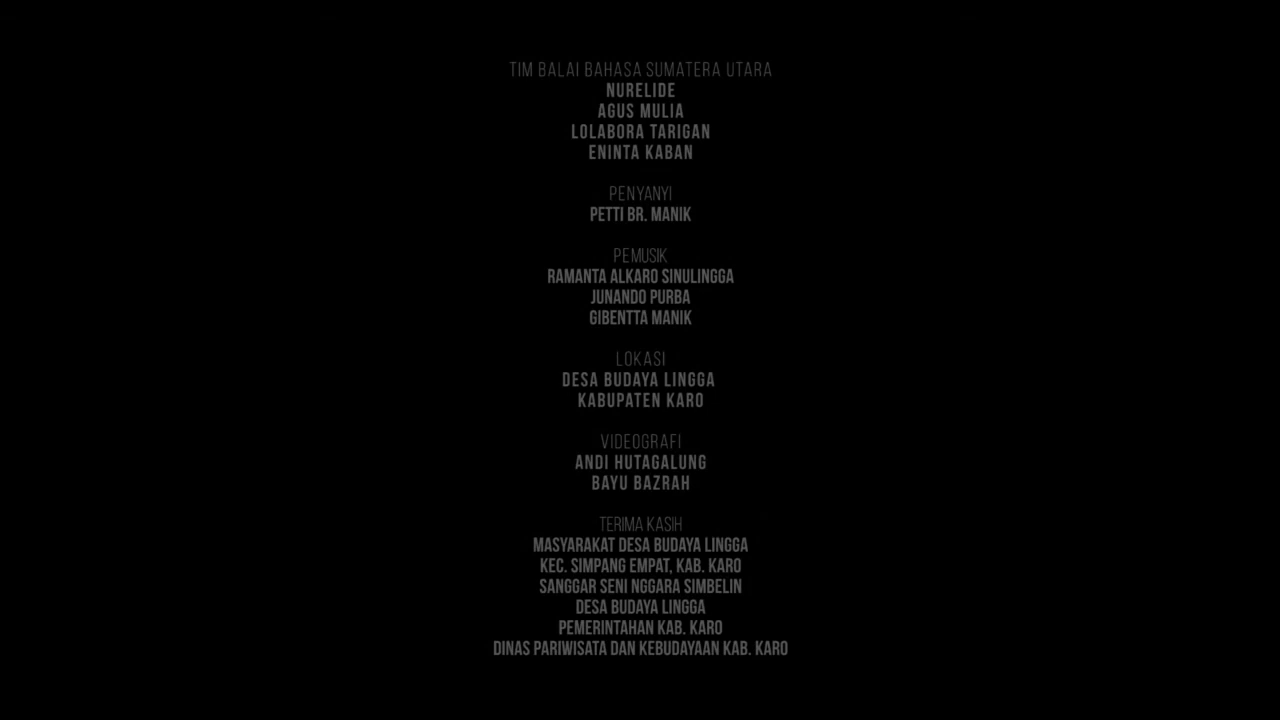 TIM BALAI BAHASA SUMATERA UTARA
NURELIDE
AGUS MULIA
LOLABORA TARIGAN
ENINTA KABAN
PENYANYI
PETTI BR. MANIK
PEMUSIK
RAMANTA ALKARO SINULINGGA
JUNANDO PURBA
GIBENTTA MANIK
LOKASI
DESA BUDAYA LINGGA
KABUPATEN KARO
VIDEOGRAFI
ANDI HUTAGALUNG
BAYU BAZRAH
TERIMA KASIH
MASYARAKAT DESA BUDAYA LINGGA
KEC. SIMPANG EMPAT, KAB. KARO
SANGGAR SENI NGGARA SIMBELIN
DESA BUDAYA LINGGA
PEMERINTAHAN KAB. KARO
DINAS PARIWISATA DAN KEBUDAYAAN KAB. KARO